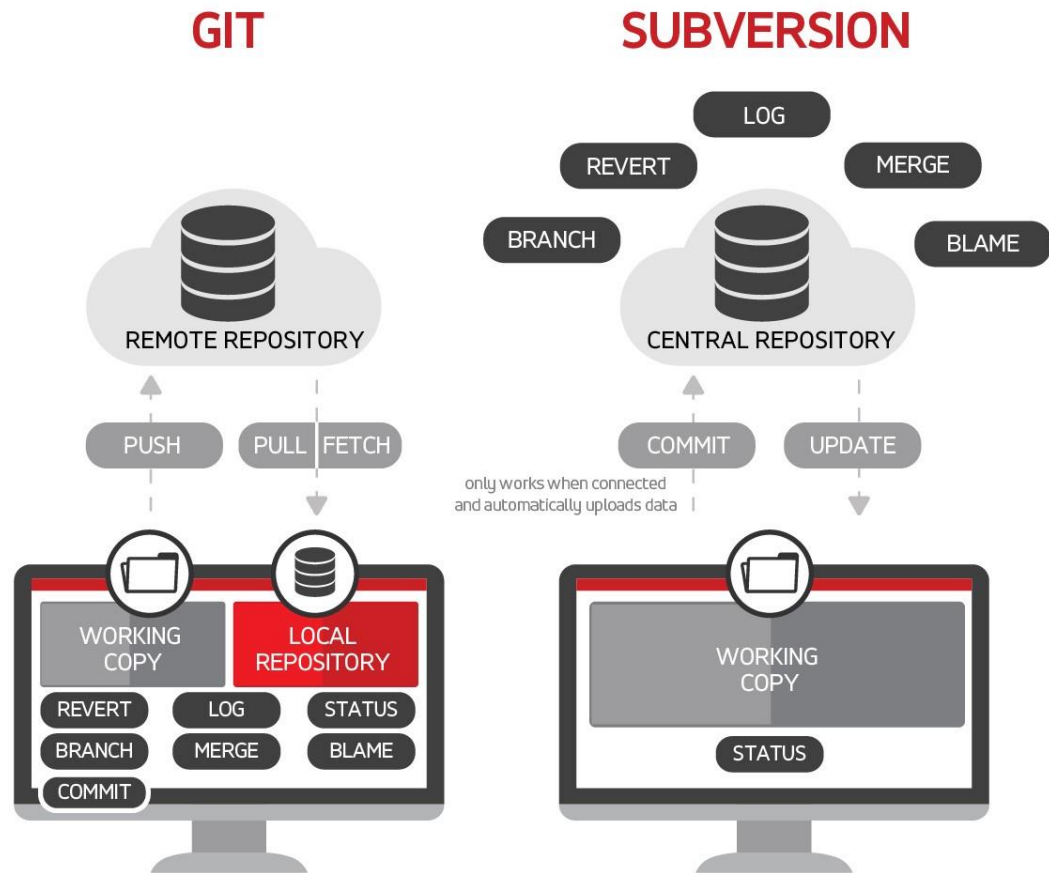 GIT
REMOTE REPOSITORY
PUSH
PULL FETCH
WORKING
COPY
LOCAL
REPOSITORY
REVERT LOG STATUS
BRANCH MERGE BLAME
COMMIT
SUBVERSION
LOG
REVERT MERGE
BRANCH BLAME
CENTRAL REPOSITORY
COMMIT UPDATE
only works when connected
and automatically uploads data
WORKING
COPY
STATUS